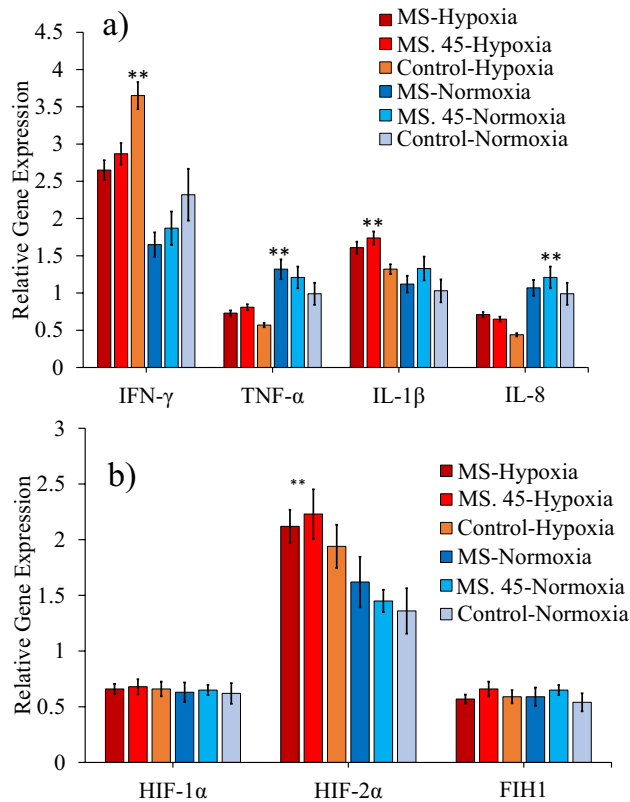 a)
MS-Hypoxia
MS. 45-Hypoxia
Control-Hypoxia
MS-Normoxia
MS. 45-Normoxia
Control-Normoxia
Relative Gene Expression
4.5
4
3.5
3
2.5
2
1.5
1
0.5
0
**
**
**
**
IFN-γ TNF-α IL-1β IL-8
b)
MS-Hypoxia
MS. 45-Hypoxia
Control-Hypoxia
MS-Normoxia
MS. 45-Normoxia
Control-Normoxia
Relative Gene Expression
3
2.5
2
1.5
1
0.5
0
**
HIF-1α HIF-2α FIH1